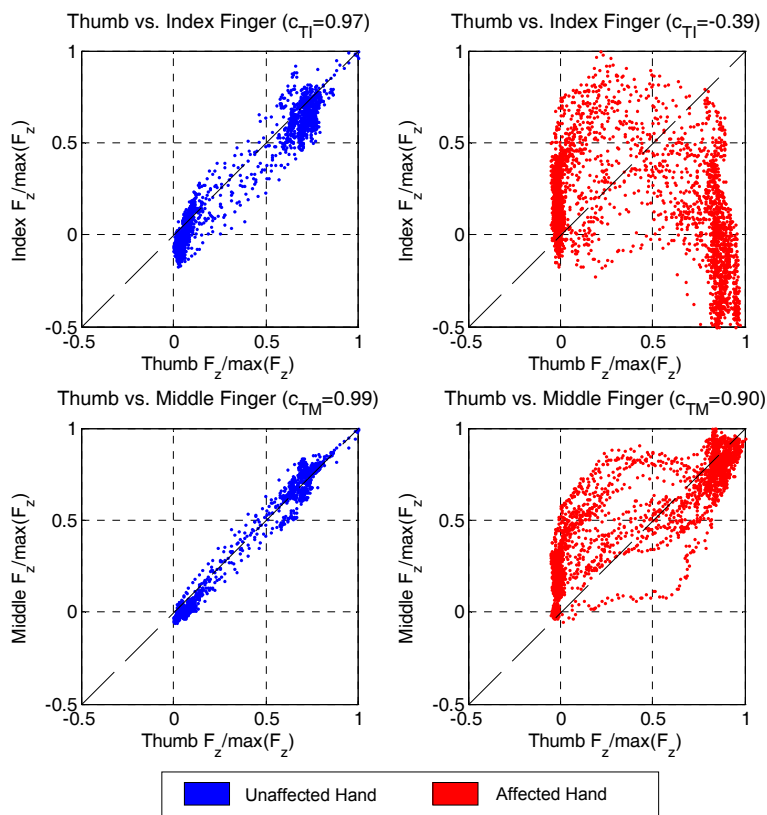 Thumb vs. Index Finger (c_TI=0.97)
1
0.5
0
-0.5
-0.5
0
0.5
1
Index F_z/max(F_z)
Thumb F_z/max(F_z)
Thumb vs. Index Finger (c_TI=-0.39)
1
0.5
0
-0.5
-0.5
0
0.5
1
Index F_z/max(F_z)
Thumb F_z/max(F_z)
Thumb vs. Middle Finger (c_TM=0.99)
1
0.5
0
-0.5
-0.5
0
0.5
1
Middle F_z/max(F_z)
Thumb F_z/max(F_z)
Thumb vs. Middle Finger (c_TM=0.90)
1
0.5
0
-0.5
-0.5
0
0.5
1
Middle F_z/max(F_z)
Thumb F_z/max(F_z)
Unaffected Hand
Affected Hand